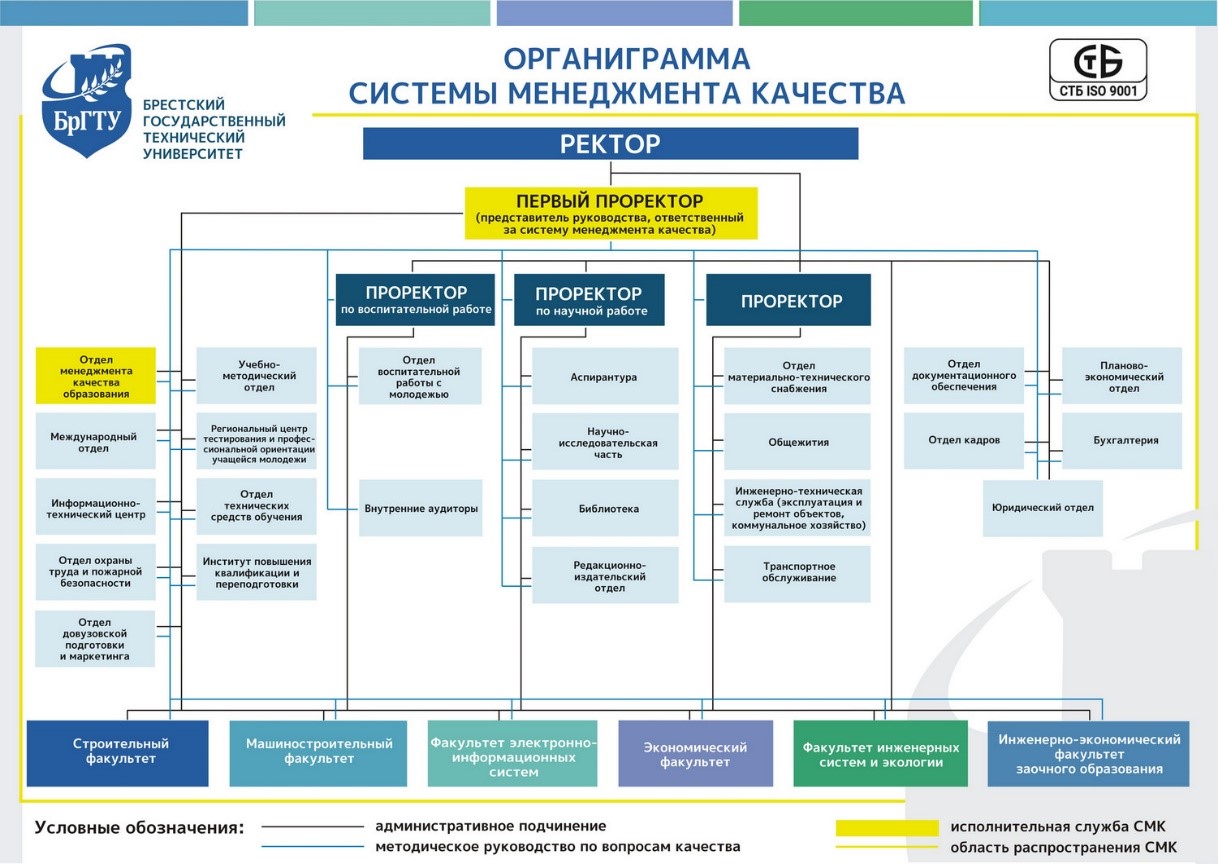 ОРГАНИГРАММА
СИСТЕМЫ МЕНЕДЖМЕНТА КАЧЕСТВА
БрГТУ
БРЕСТСКИЙ
ГОСУДАРСТВЕННЫЙ
ТЕХНИЧЕСКИЙ
УНИВЕРСИТЕТ
СТБ
СТБ ISO 9001
РЕКТОР
ПЕРВЫЙ ПРОРЕКТОР
(представитель руководства, ответственный
за систему менеджмента качества)
ПРОРЕКТОР
по воспитательной работе
ПРОРЕКТОР
по научной работе
ПРОРЕКТОР
Отдел
менеджмента
качества
образования
Международный
отдел
Информационно-
технический центр
Отдел охраны
труда и пожарной
безопасности
Отдел
довузовской
подготовки
и маркетинга
Учебно-
методический
отдел
Региональный центр
тестирования и профес-
сиональной ориентации
учащейся молодежи
Отдел
технических
средств обучения
Институт повышения
квалификации и
переподготовки
Отдел
воспитательной
работы с
молодежью
Внутренние аудиторы
Аспирантура
Научно-
исследовательская
часть
Библиотека
Редакционно-
издательский
отдел
Отдел
материально-технического
снабжения
Общежития
Инженерно-техническая
служба (эксплуатация и
ремонт объектов,
коммунальное хозяйство)
Транспортное
обслуживание
Отдел
документационного
обеспечения
Отдел кадров
Планово-
экономический
отдел
Бухгалтерия
Юридический отдел
Строительный
факультет
Машиностроительный
факультет
Факультет электронно-
информационных
систем
Экономический
факультет
Факультет инженерных
систем и экологии
Инженерно-экономический
факультет
заочного образования
Условные обозначения:
административное подчинение
методическое руководство по вопросам качества
исполнительная служба СМК
область распространения СМК